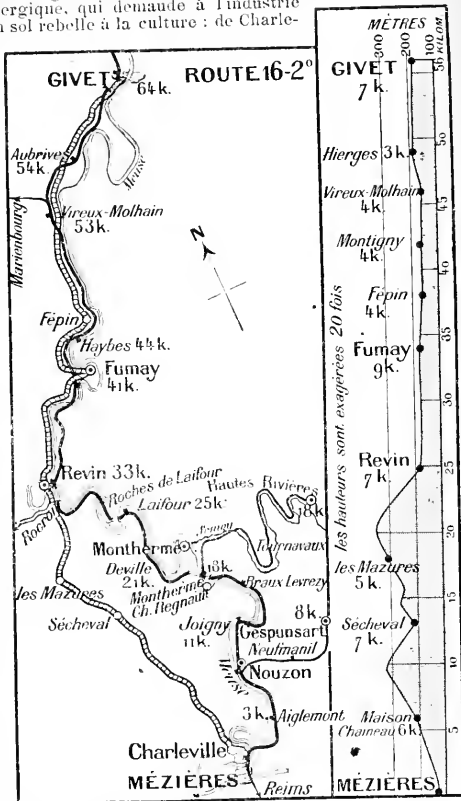 ergique, qui demande à l'industrie
sol rebelle à la culture : de Charle-
GIVET
64k.
ROUTE 16-2°
Aubrive
54k.
Meuse
Marienbourg
Vireux-Molhain
53k.
N
Fépin
Haybes 44k.
Fumay
41k.
Revin 33k.
Rocroi
Roches de Laifour
Laifour 25k.
Hautes Rivières
18k.
Semoy
Tournavaux
Monthermé
Deville
21k.
18k.
Monthermé
Ch. Regnault
Braux Levrezy
les Mazures
Sécheval
Joigny
11k.
8k.
Gespunsart
Neufmanil
Nouzon
Meuse
3k.
Aiglemont
Charleville
MÉZIÈRES
Reims
les hauteurs sont exagérées 20 fois
MÈTRES
300
200
100
KILOM.
56
GIVET
7 k.
50
Hierges 3k.
Vireux-Molhain
4k.
45
Montigny
4k.
40
Fépin
4k.
35
Fumay
9k.
30
Revin
7k.
25
20
les Mazures
5k.
15
Sécheval
7k.
10
Maison
Chaineau 6k.
5
MÉZIÈRES